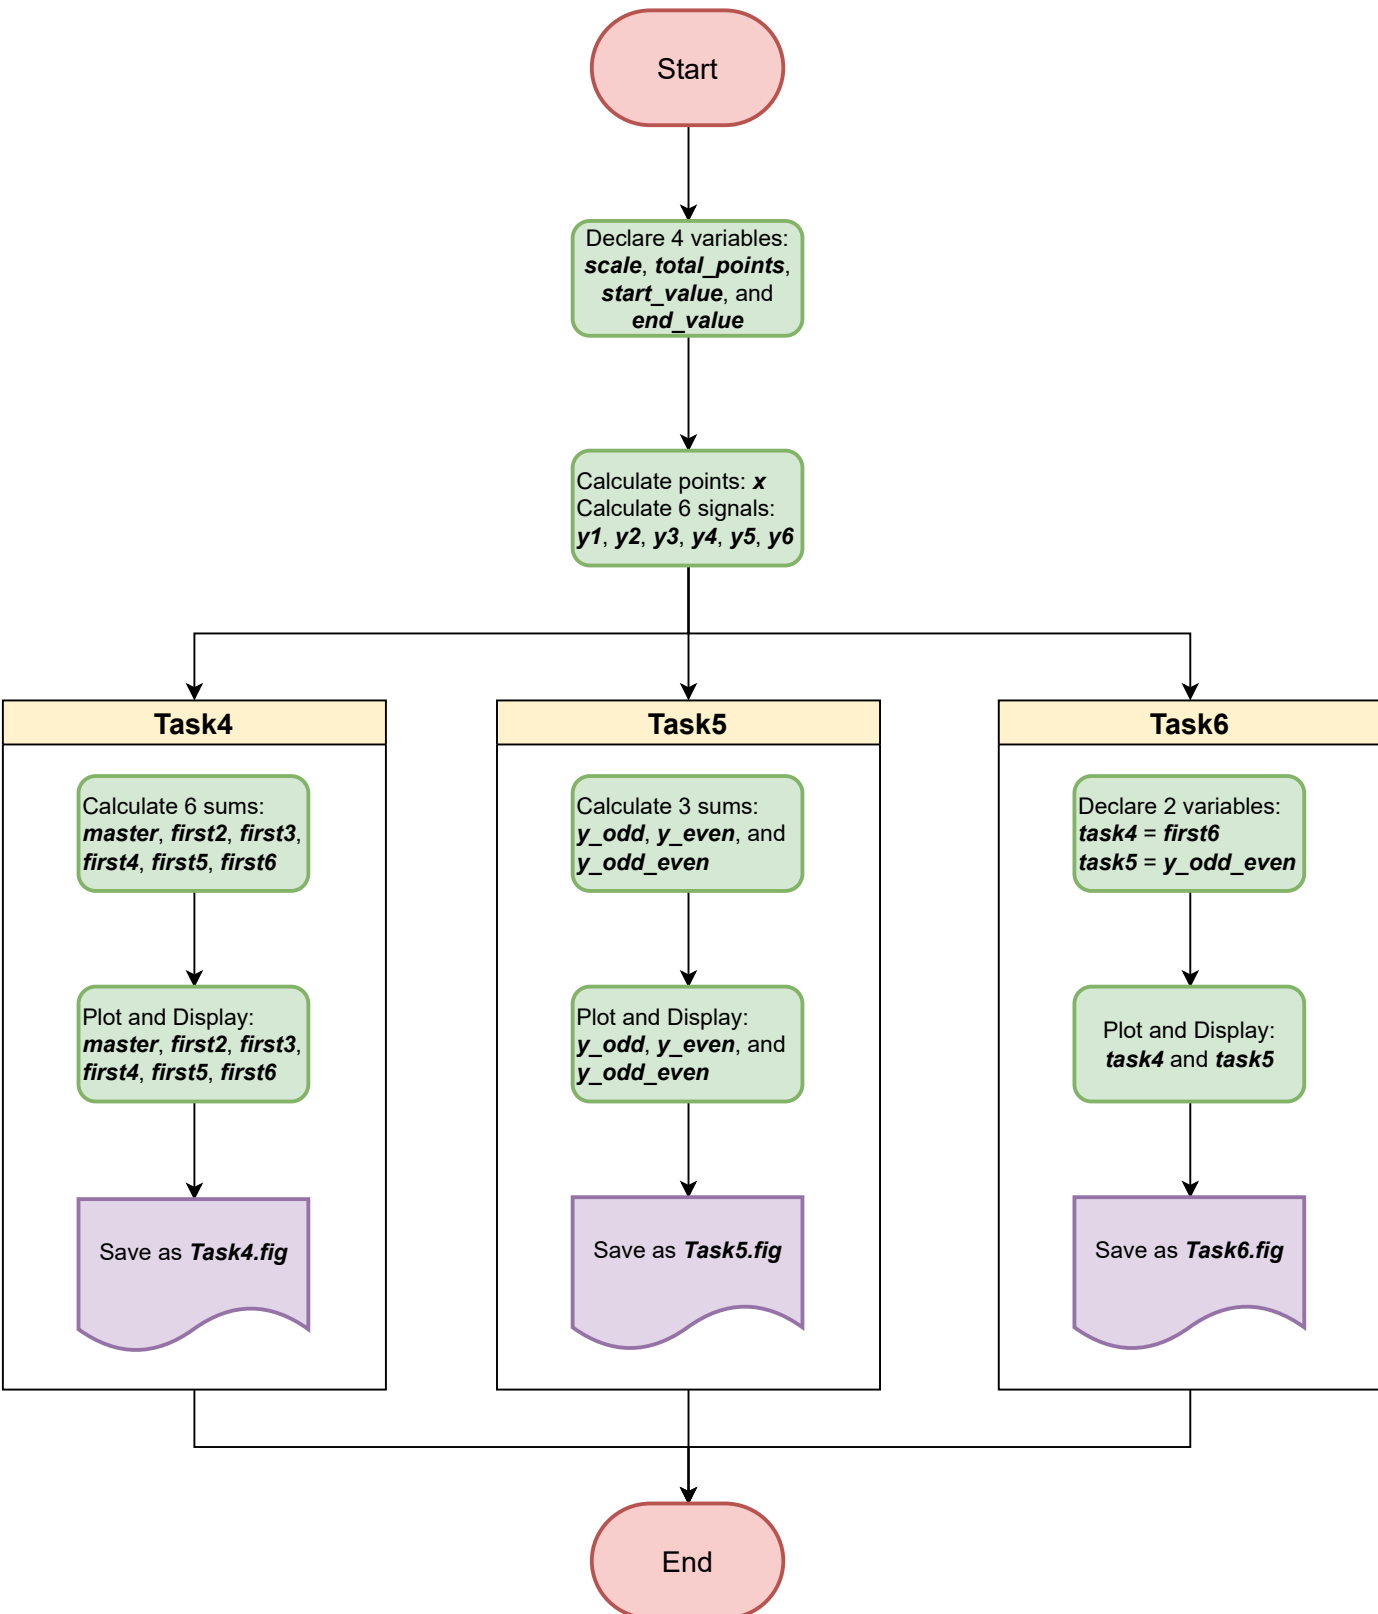 Start
Declare 4 variables:
scale, total_points,
start_value, and
end_value
Calculate points: x
Calculate 6 signals:
y1, y2, y3, y4, y5, y6
Task4
Calculate 6 sums:
master, first2, first3,
first4, first5, first6
Plot and Display:
master, first2, first3,
first4, first5, first6
Save as Task4.fig
Task5
Calculate 3 sums:
y_odd, y_even, and
y_odd_even
Plot and Display:
y_odd, y_even, and
y_odd_even
Save as Task5.fig
Task6
Declare 2 variables:
task4 = first6
task5 = y_odd_even
Plot and Display:
task4 and task5
Save as Task6.fig
End